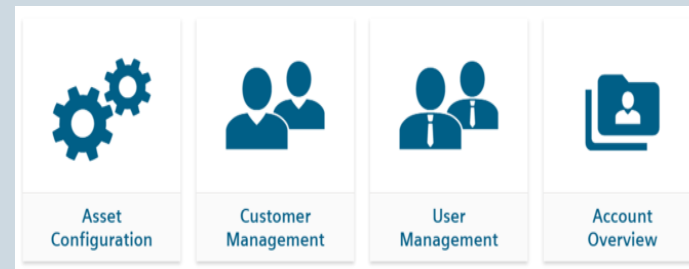 Asset
Configuration
Customer
Management
User
Management
Account
Overview